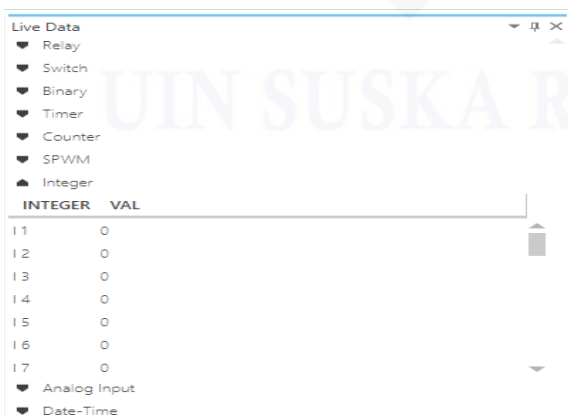 Live Data
Relay
Switch
Binary
Timer
Counter
SPWM
Integer
INTEGER VAL
I 1 0
I 2 0
I 3 0
I 4 0
I 5 0
I 6 0
I 7 0
Analog Input
Date-Time
UIN SUSKA R